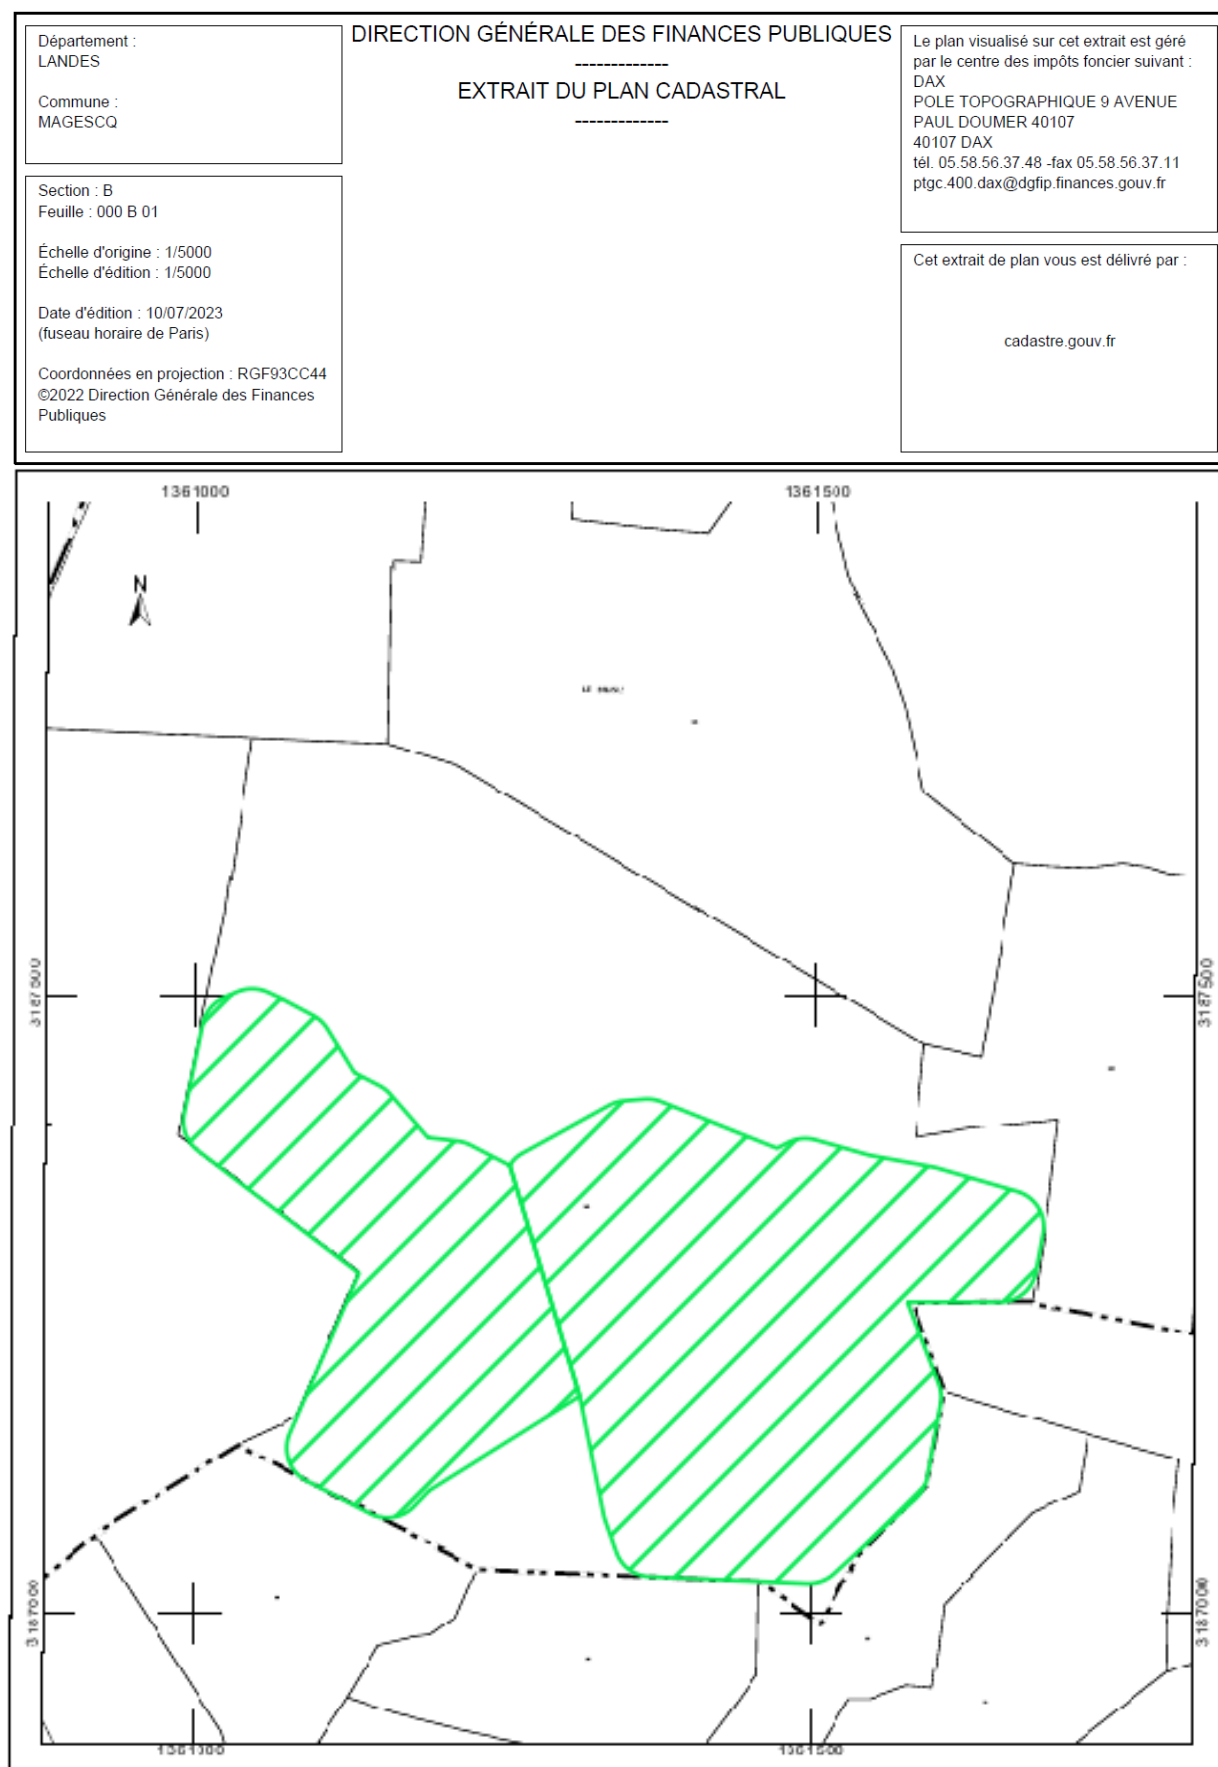 Département :
LANDES
Commune :
MAGESCQ
Section : B
Feuille : 000 B 01
Échelle d'origine : 1/5000
Échelle d'édition : 1/5000
Date d'édition : 10/07/2023
(fuseau horaire de Paris)
Coordonnées en projection : RGF93CC44
©2022 Direction Générale des Finances
Publiques
DIRECTION GÉNÉRALE DES FINANCES PUBLIQUES
-------------
EXTRAIT DU PLAN CADASTRAL
-------------
Le plan visualisé sur cet extrait est géré
par le centre des impôts foncier suivant :
DAX
POLE TOPOGRAPHIQUE 9 AVENUE
PAUL DOUMER 40107
40107 DAX
tél. 05.58.56.37.48 -fax 05.58.56.37.11
ptgc.400.dax@dgfip.finances.gouv.fr
Cet extrait de plan vous est délivré par :
cadastre.gouv.fr
1361000
1361500
N
LE
3187500
3187500
3187000
3187000
1361000
1361500